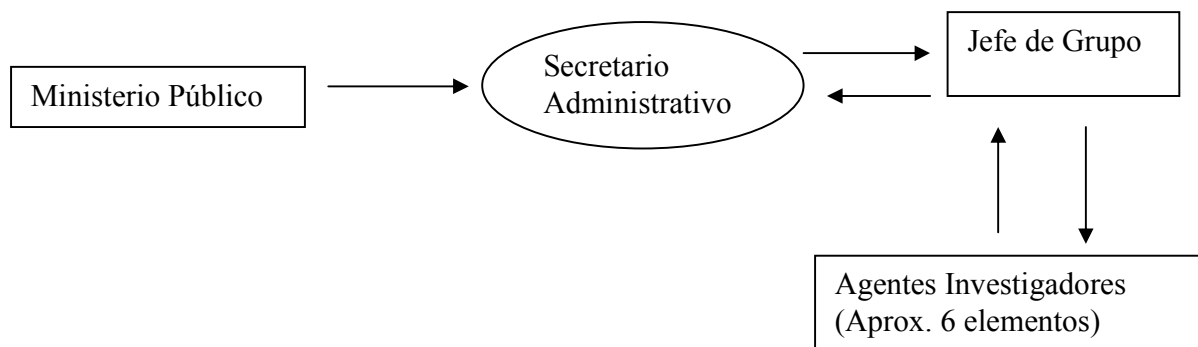 Ministerio Público
Secretario
Administrativo
Jefe de Grupo
Agentes Investigadores
(Aprox. 6 elementos)